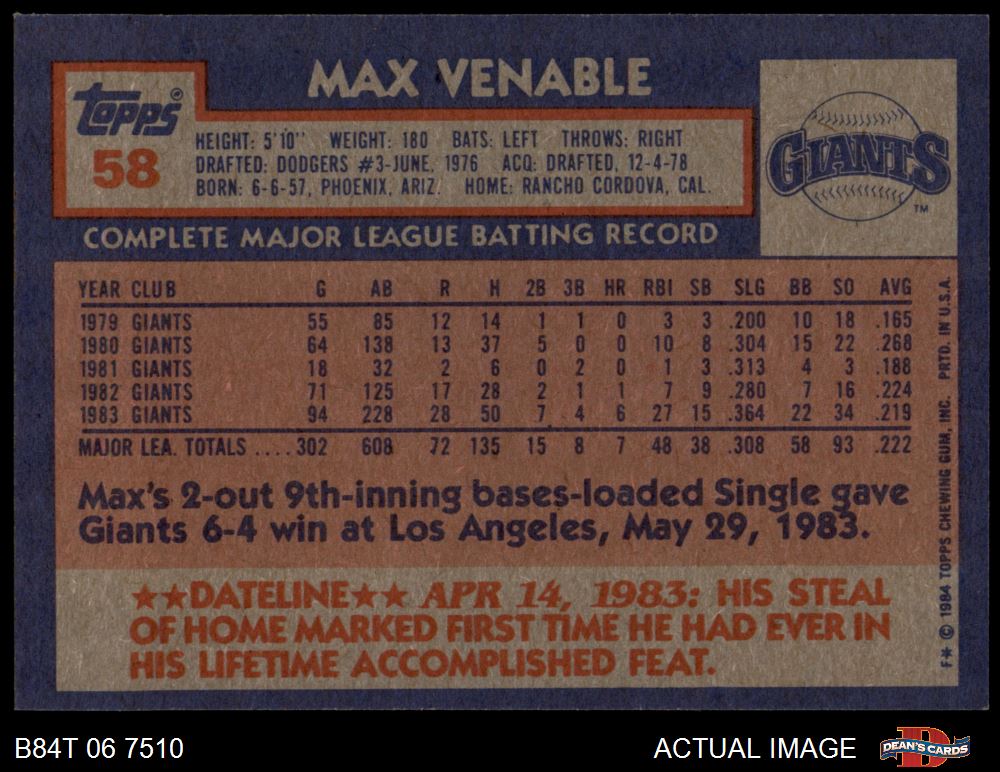 MAX VENABLE
Topps®
58
HEIGHT: 5'10" WEIGHT: 180 BATS: LEFT THROWS: RIGHT
DRAFTED: DODGERS #3-JUNE, 1976 ACQ: DRAFTED, 12-4-78
BORN: 6-6-57, PHOENIX, ARIZ. HOME: RANCHO CORDOVA, CAL.
GIANTS
TM
COMPLETE MAJOR LEAGUE BATTING RECORD
YEAR CLUB G AB R H 2B 3B HR RBI SB SLG BB SO AVG
1979 GIANTS 55 85 12 14 1 1 0 3 3 .200 10 18 .165
1980 GIANTS 64 138 13 37 5 0 0 10 8 .304 15 22 .268
1981 GIANTS 18 32 2 6 0 2 0 1 3 .313 4 3 .188
1982 GIANTS 71 125 17 28 2 1 1 7 9 .280 7 16 .224
1983 GIANTS 94 228 28 50 7 4 6 27 15 .364 22 34 .219
MAJOR LEA. TOTALS .... 302 608 72 135 15 8 7 48 38 .308 58 93 .222
Max's 2-out 9th-inning bases-loaded Single gave
Giants 6-4 win at Los Angeles, May 29, 1983.
★★DATELINE★★ APR 14, 1983: HIS STEAL
OF HOME MARKED FIRST TIME HE HAD EVER IN
HIS LIFETIME ACCOMPLISHED FEAT.
F* © 1984 TOPPS CHEWING GUM, INC. PRTD. IN U.S.A.
B84T 06 7510
ACTUAL IMAGE
DEAN'S CARDS